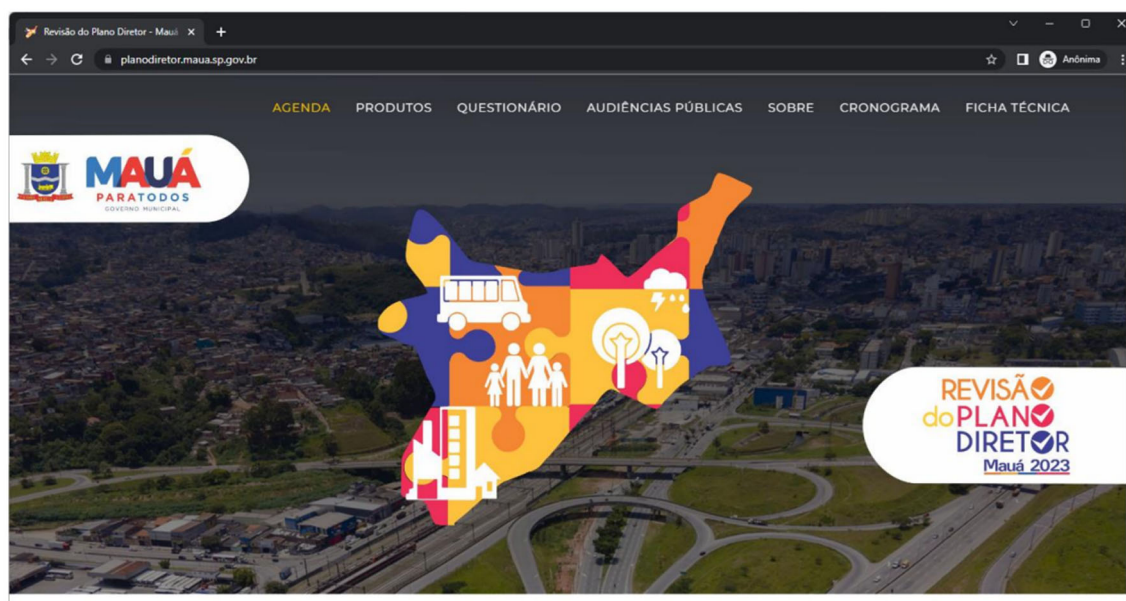 Revisão do Plano Diretor - Mauá
planodiretor.maua.sp.gov.br
Anônima
AGENDA PRODUTOS QUESTIONÁRIO AUDIÊNCIAS PÚBLICAS SOBRE CRONOGRAMA FICHA TÉCNICA
MAUÁ
PARATODOS
GOVERNO MUNICIPAL
REVISÃO
do PLANO
DIRETOR
Mauá 2023